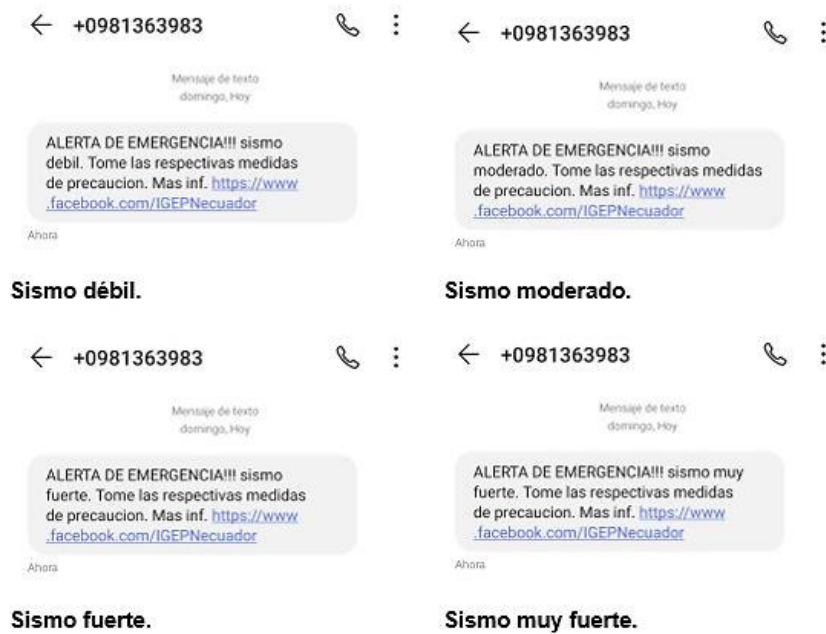 +0981363983
Mensaje de texto
domingo, Hoy
ALERTA DE EMERGENCIA!!! sismo
debil. Tome las respectivas medidas
de precaucion. Mas inf. https://www
.facebook.com/IGEPNecuador
Ahora
Sismo débil.
+0981363983
Mensaje de texto
domingo, Hoy
ALERTA DE EMERGENCIA!!! sismo
moderado. Tome las respectivas medidas
de precaucion. Mas inf. https://www
.facebook.com/IGEPNecuador
Ahora
Sismo moderado.
+0981363983
Mensaje de texto
domingo, Hoy
ALERTA DE EMERGENCIA!!! sismo
fuerte. Tome las respectivas medidas
de precaucion. Mas inf. https://www
.facebook.com/IGEPNecuador
Ahora
Sismo fuerte.
+0981363983
Mensaje de texto
domingo, Hoy
ALERTA DE EMERGENCIA!!! sismo muy
fuerte. Tome las respectivas medidas
de precaucion. Mas inf. https://www
.facebook.com/IGEPNecuador
Ahora
Sismo muy fuerte.